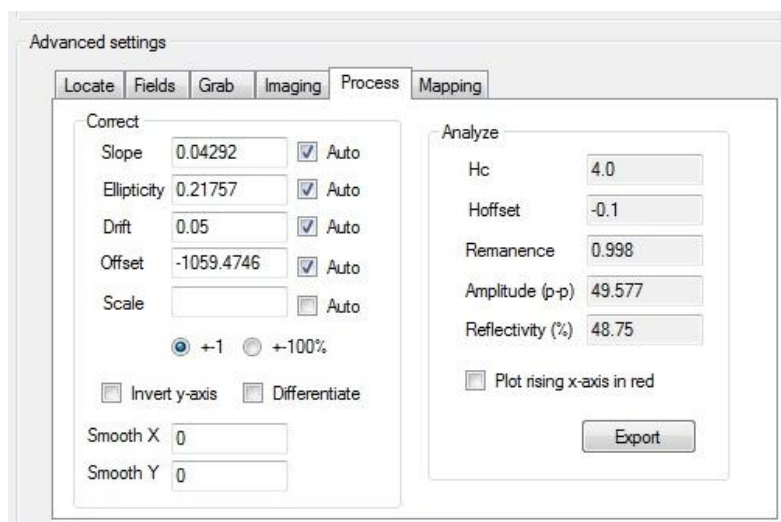 Advanced settings
Locate Fields Grab Imaging Process Mapping
Correct
Slope 0.04292 Auto
Ellipticity 0.21757 Auto
Drift 0.05 Auto
Offset -1059.4746 Auto
Scale Auto
+-1 +-100%
Invert y-axis Differentiate
Smooth X 0
Smooth Y 0
Analyze
Hc 4.0
Hoffset -0.1
Remanence 0.998
Amplitude (p-p) 49.577
Reflectivity (%) 48.75
Plot rising x-axis in red
Export